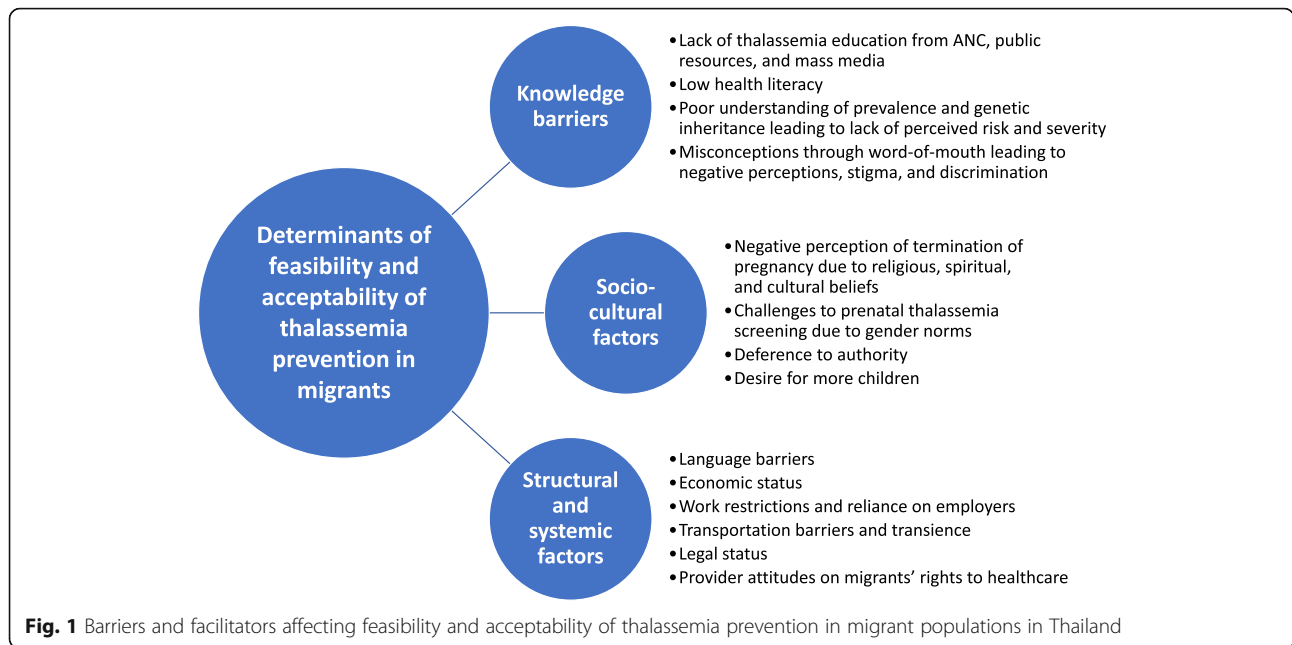 Determinants of
feasibility and
acceptability of
thalassemia
prevention in
migrants
Knowledge
barriers
•Lack of thalassemia education from ANC, public
resources, and mass media
•Low health literacy
•Poor understanding of prevalence and genetic
inheritance leading to lack of perceived risk and severity
•Misconceptions through word-of-mouth leading to
negative perceptions, stigma, and discrimination
Socio-
cultural
factors
•Negative perception of termination of
pregnancy due to religious, spiritual,
and cultural beliefs
•Challenges to prenatal thalassemia
screening due to gender norms
•Deference to authority
•Desire for more children
Structural
and
systemic
factors
•Language barriers
•Economic status
•Work restrictions and reliance on employers
•Transportation barriers and transience
•Legal status
•Provider attitudes on migrants’ rights to healthcare
Fig. 1 Barriers and facilitators affecting feasibility and acceptability of thalassemia prevention in migrant populations in Thailand